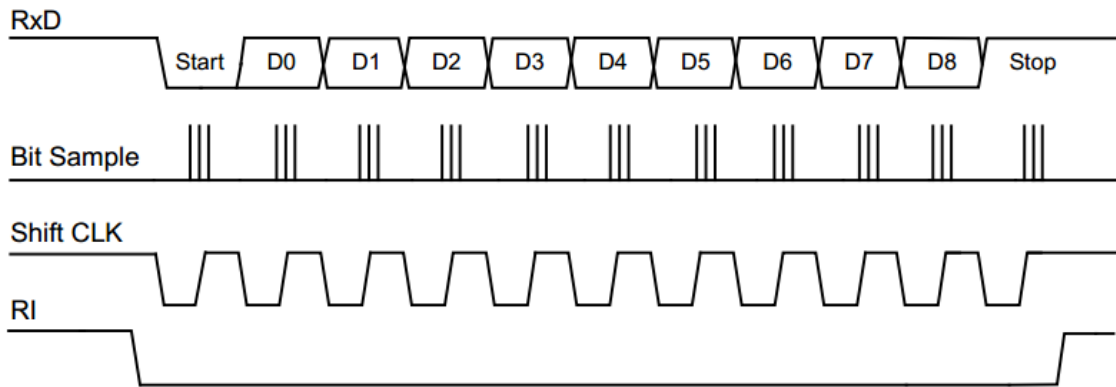 RxD
Start D0 D1 D2 D3 D4 D5 D6 D7 D8 Stop
Bit Sample
Shift CLK
RI